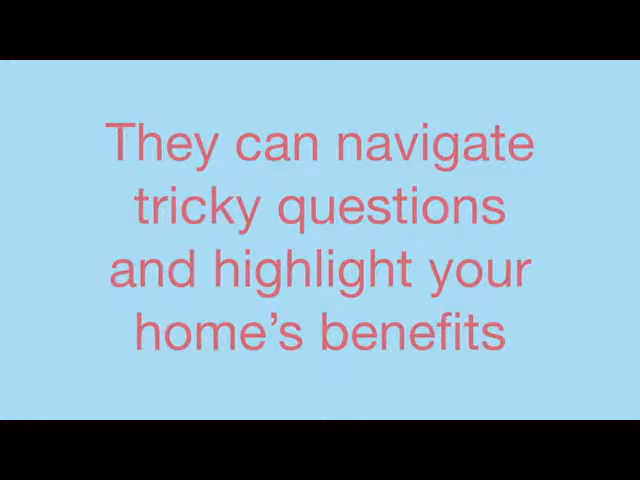 They can navigate
tricky questions
and highlight your
home’s benefits